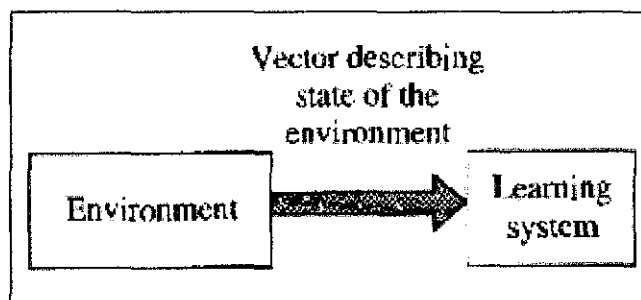 Vector describing
state of the
environment
Environment
Learning
system